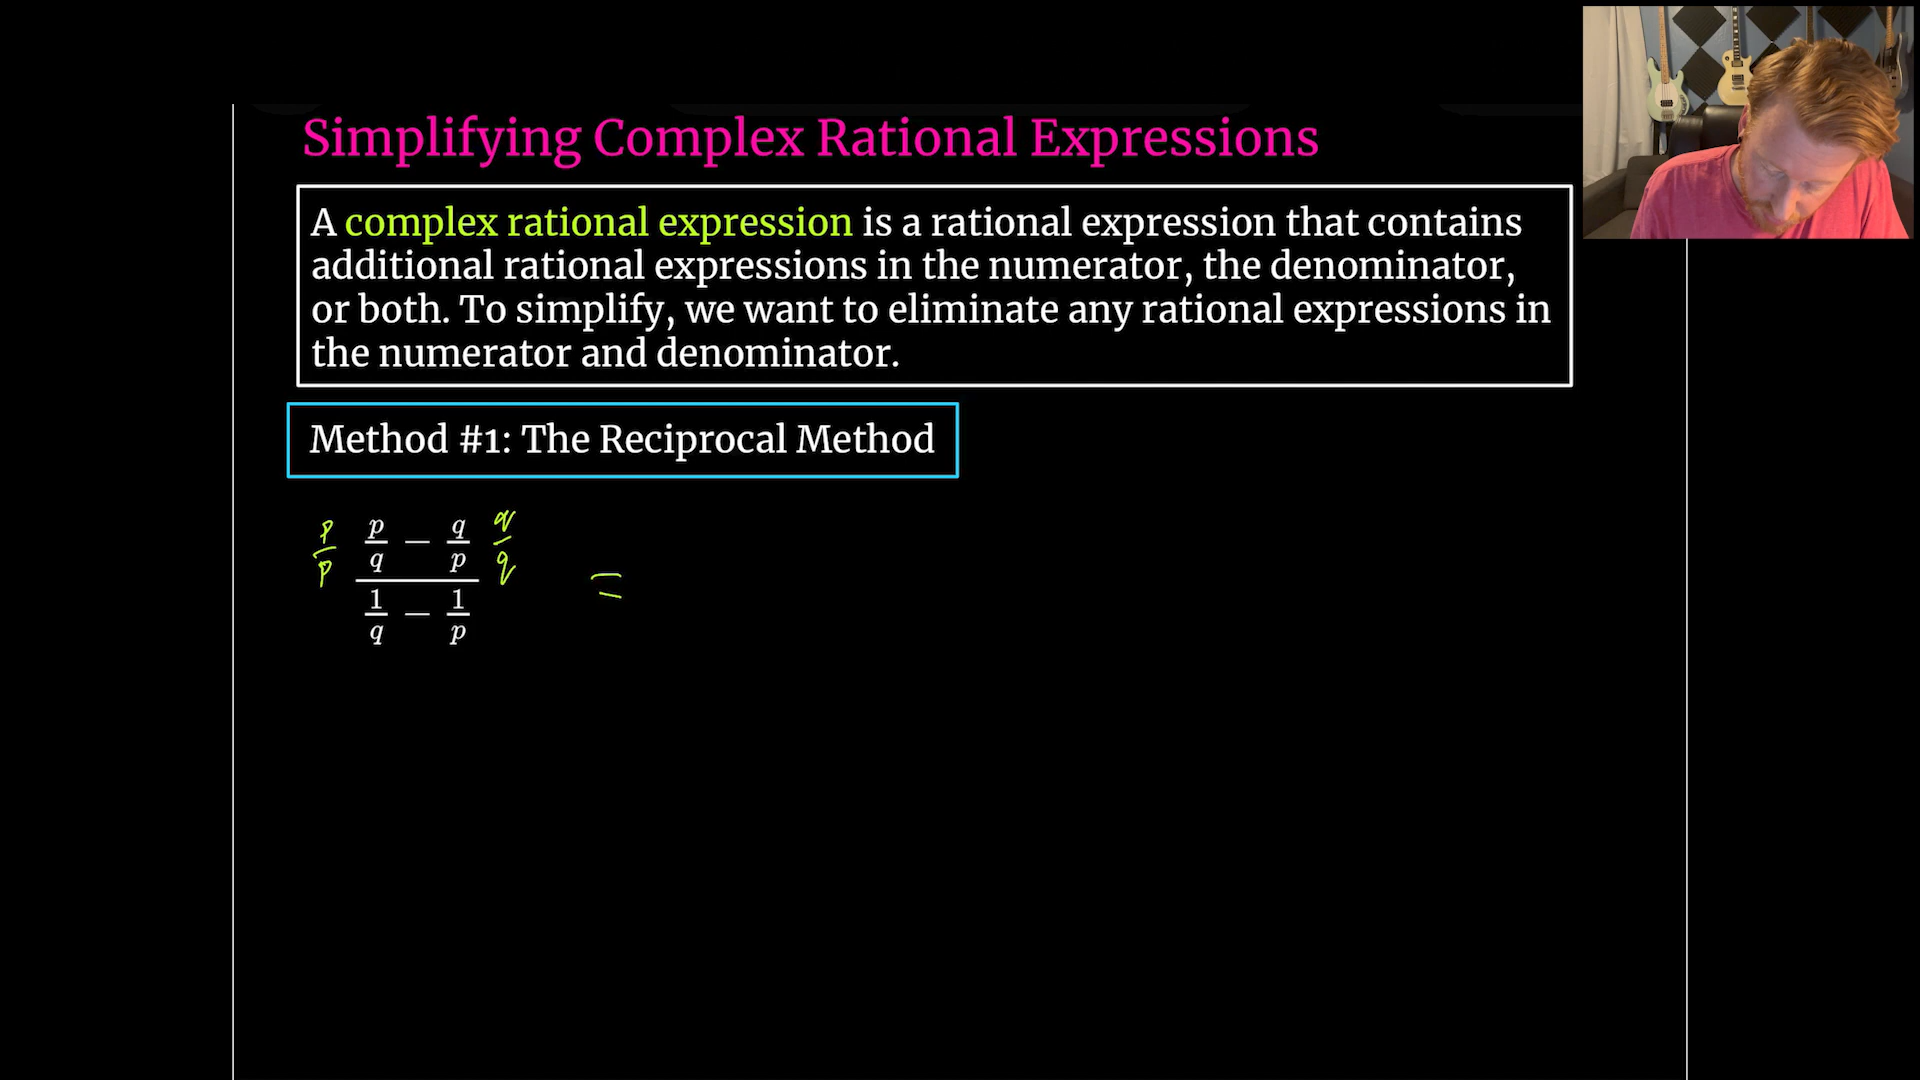 Simplifying Complex Rational Expressions
A complex rational expression is a rational expression that contains
additional rational expressions in the numerator, the denominator,
or both. To simplify, we want to eliminate any rational expressions in
the numerator and denominator.
Method #1: The Reciprocal Method
p p − q q
p q p q
=
1 − 1
q p